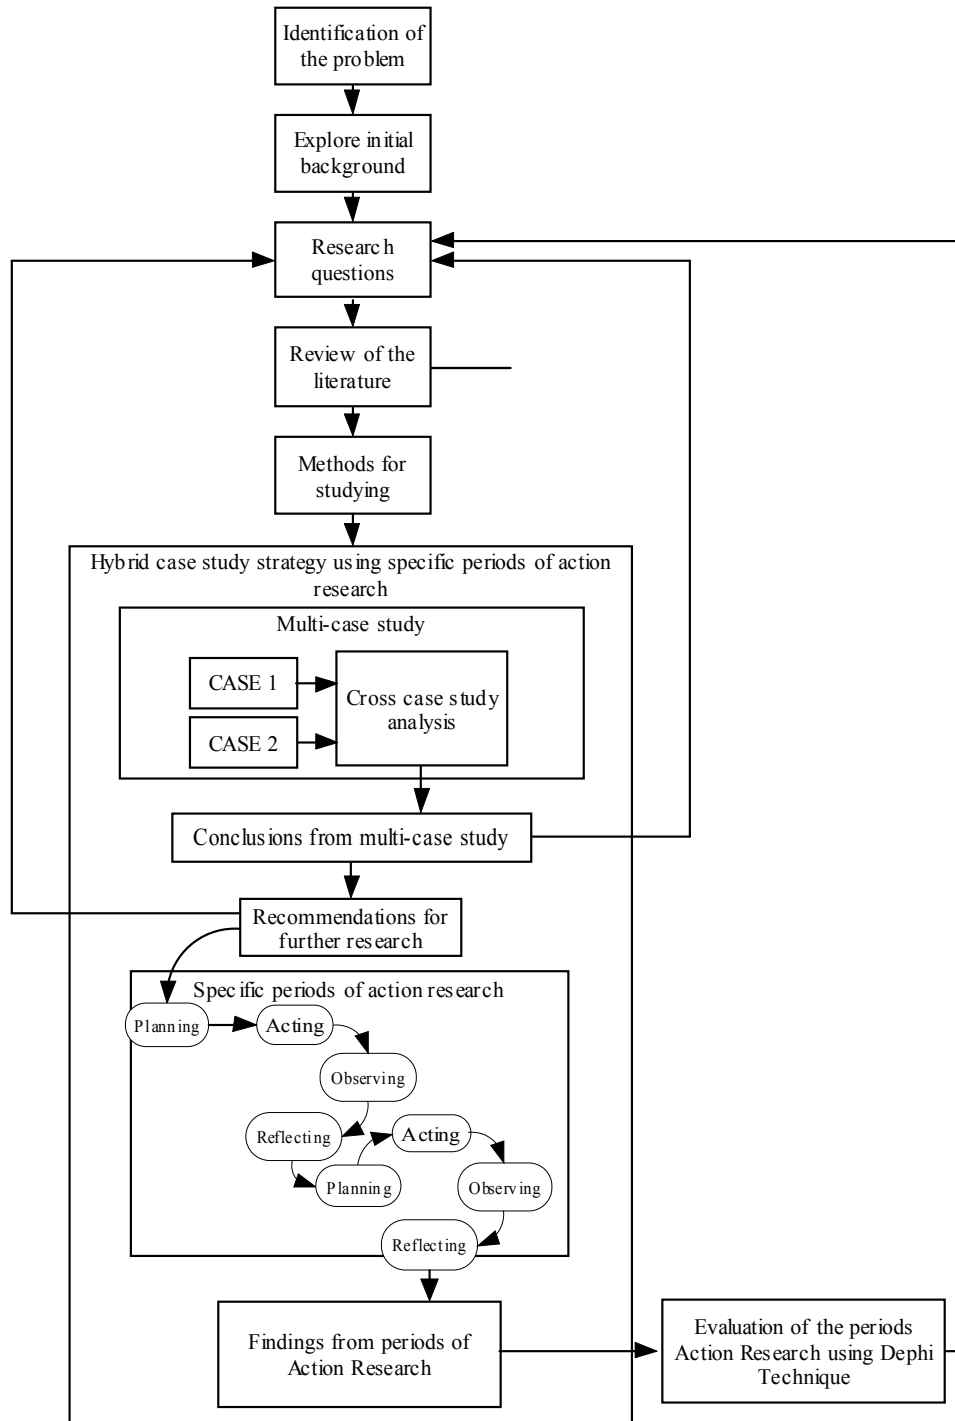 Identification of
the problem
Explore initial
background
Research
questions
Review of the
literature
Methods for
studying
Hybrid case study strategy using specific periods of action
research
Multi-case study
CASE 1
CASE 2
Cross case study
analysis
Conclusions from multi-case study
Recommendations for
further research
Specific periods of action research
Planning
Acting
Observing
Reflecting
Planning
Acting
Observing
Reflecting
Findings from periods of
Action Research
Evaluation of the periods
Action Research using Dephi
Technique